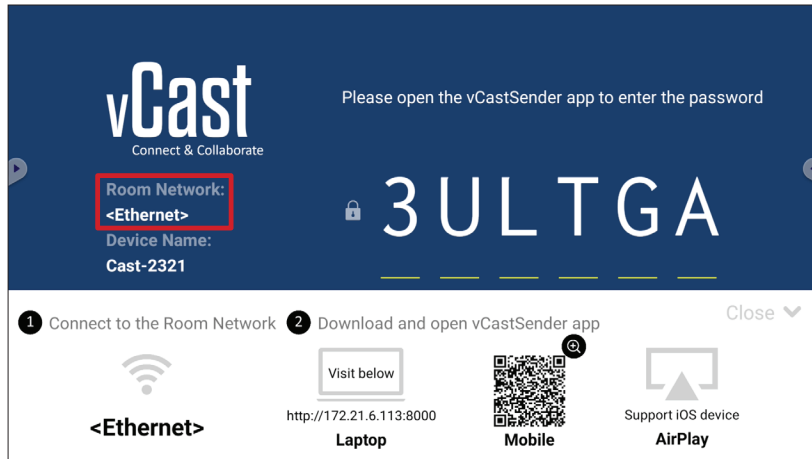 vCast
Connect & Collaborate
Please open the vCastSender app to enter the password
Room Network:
<Ethernet>
Device Name:
Cast-2321
3ULTGA
Close
1 Connect to the Room Network
2 Download and open vCastSender app
<Ethernet>
Visit below
http://172.21.6.113:8000
Laptop
Mobile
Support iOS device
AirPlay